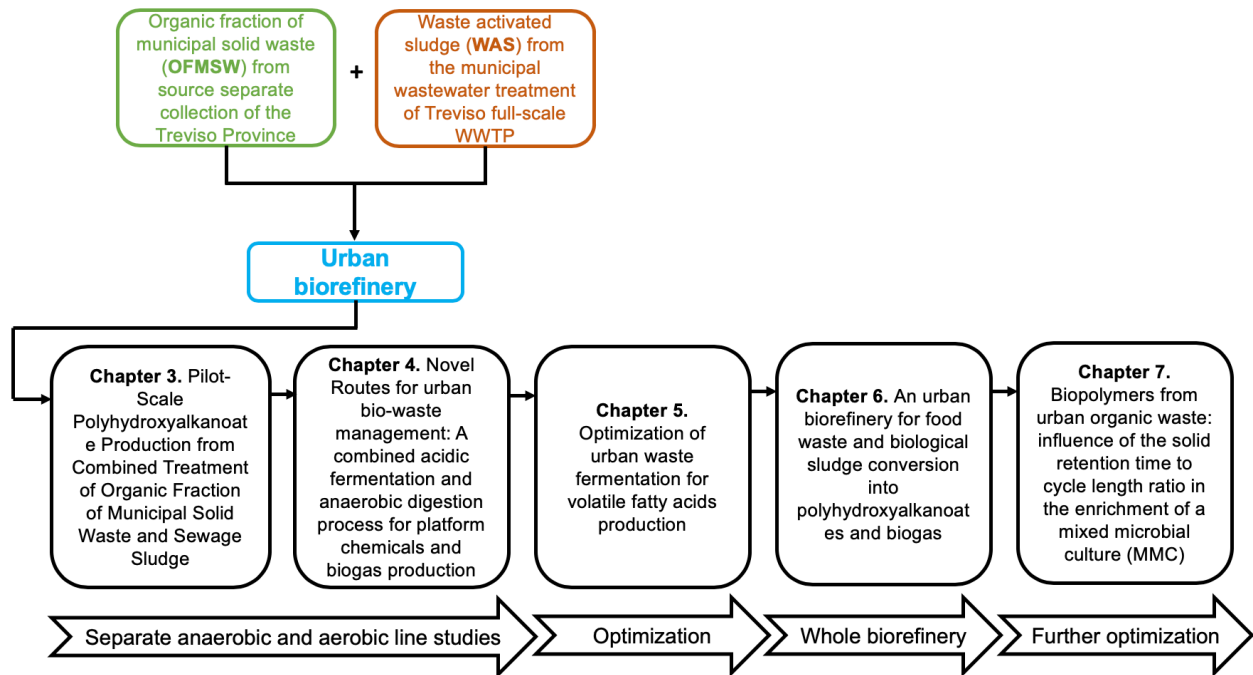 Organic fraction of
municipal solid waste
(OFMSW) from
source separate
collection of the
Treviso Province
+
Waste activated
sludge (WAS) from
the municipal
wastewater treatment
of Treviso full-scale
WWTP
Urban
biorefinery
Chapter 3. Pilot-
Scale
Polyhydroxyalkanoat
e Production from
Combined Treatment
of Organic Fraction
of Municipal Solid
Waste and Sewage
Sludge
Chapter 4. Novel
Routes for urban
bio-waste
management: A
combined acidic
fermentation and
anaerobic digestion
process for platform
chemicals and
biogas production
Chapter 5.
Optimization of
urban waste
fermentation for
volatile fatty acids
production
Chapter 6. An urban
biorefinery for food
waste and biological
sludge conversion
into
polyhydroxyalkanoat
es and biogas
Chapter 7.
Biopolymers from
urban organic waste:
influence of the solid
retention time to
cycle length ratio in
the enrichment of a
mixed microbial
culture (MMC)
Separate anaerobic and aerobic line studies
Optimization
Whole biorefinery
Further optimization